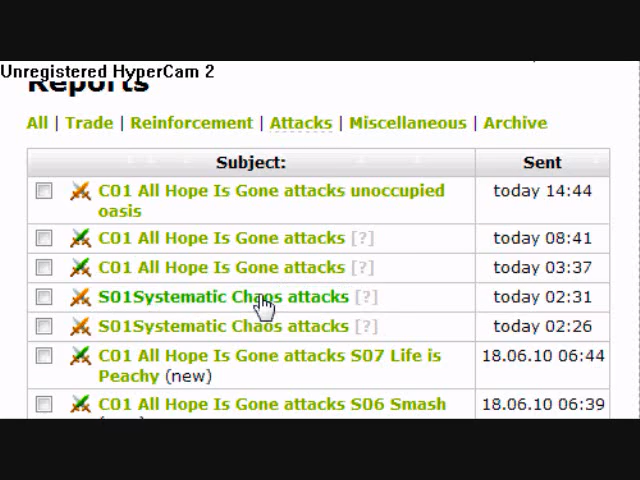 Unregistered HyperCam 2
Reports
All | Trade | Reinforcement | Attacks | Miscellaneous | Archive
Subject: Sent
C01 All Hope Is Gone attacks unoccupied oasis today 14:44
C01 All Hope Is Gone attacks [?] today 08:41
C01 All Hope Is Gone attacks [?] today 03:37
S01Systematic Chaos attacks [?] today 02:31
S01Systematic Chaos attacks [?] today 02:26
C01 All Hope Is Gone attacks S07 Life is Peachy (new) 18.06.10 06:44
C01 All Hope Is Gone attacks S06 Smash 18.06.10 06:39